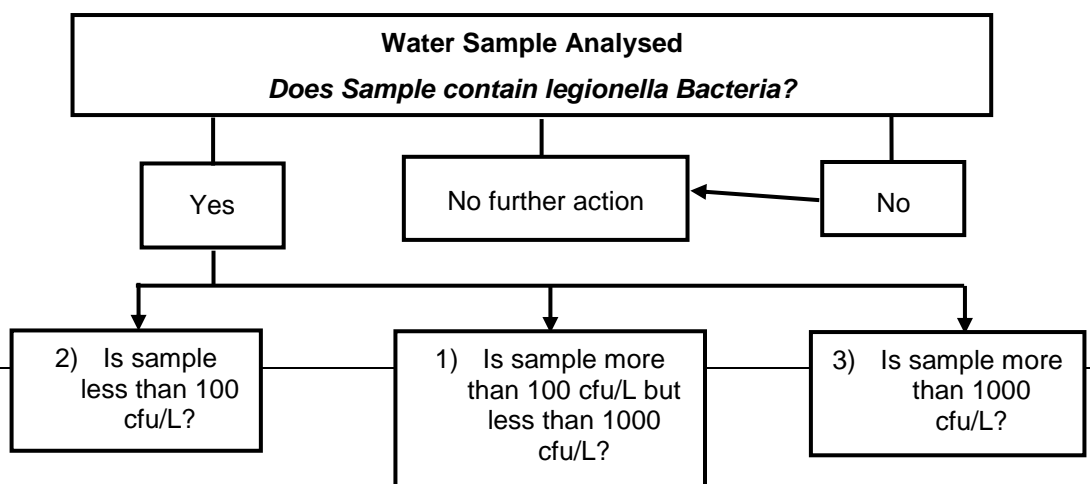 Water Sample Analysed
Does Sample contain legionella Bacteria?
Yes
No further action
No
2) Is sample
less than 100
cfu/L?
1) Is sample more
than 100 cfu/L but
less than 1000
cfu/L?
3) Is sample more
than 1000
cfu/L?